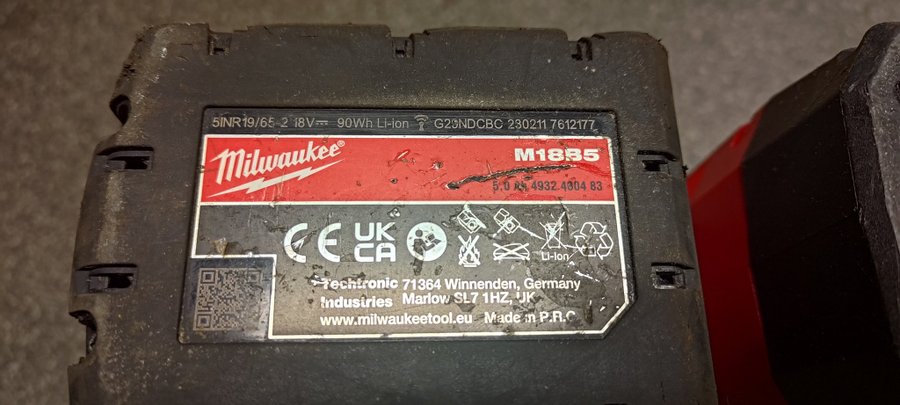 5INR19/65-2 18V⎓ 90Wh Li-ion G23NDCBC 230211 7612177
Milwaukee®
M18B5
5.0 Ah 4932 4304 83
CE UK CA
Li-ion
Techtronic 71364 Winnenden, Germany
Industries Marlow SL7 1HZ, UK
www.milwaukeetool.eu Made in P.R.C.